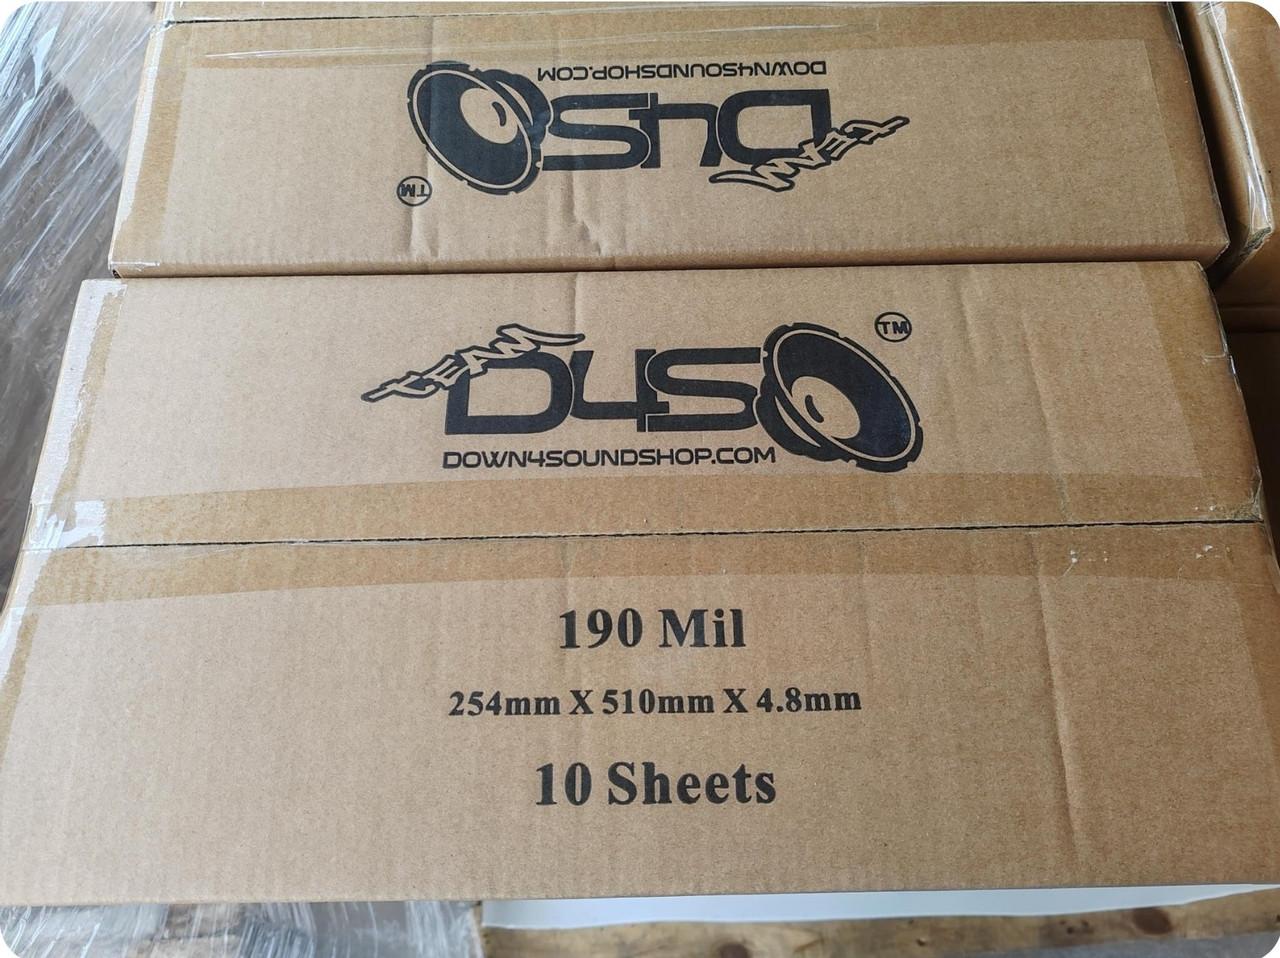 DOWN4SOUNDSHOP.COM
TEAM D4S
TM
TEAM D4S
TM
DOWN4SOUNDSHOP.COM
190 Mil
254mm X 510mm X 4.8mm
10 Sheets